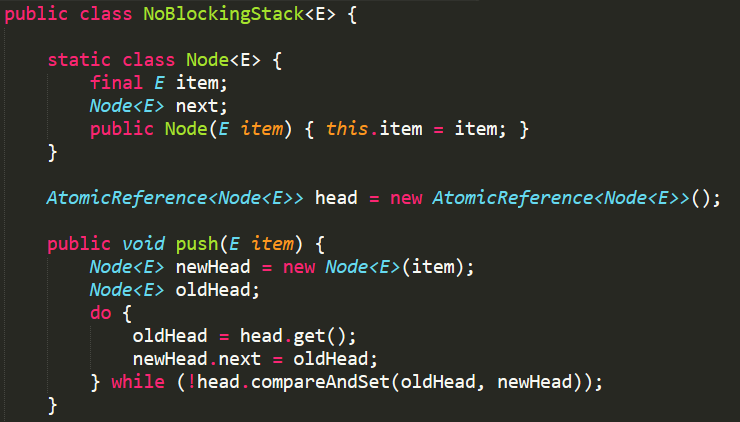 public class NoBlockingStack<E> {
static class Node<E> {
final E item;
Node<E> next;
public Node(E item) { this.item = item; }
}
AtomicReference<Node<E>> head = new AtomicReference<Node<E>>();
public void push(E item) {
Node<E> newHead = new Node<E>(item);
Node<E> oldHead;
do {
oldHead = head.get();
newHead.next = oldHead;
} while (!head.compareAndSet(oldHead, newHead));
}